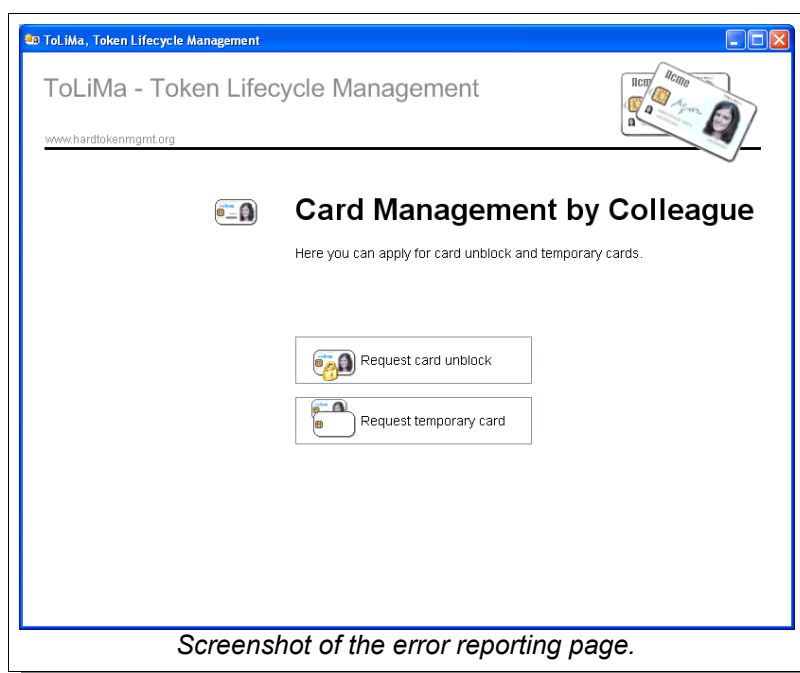 ToLiMa, Token Lifecycle Management
ToLiMa - Token Lifecycle Management
www.hardtokenmgmt.org
Acme
Card Management by Colleague
Here you can apply for card unblock and temporary cards.
Request card unblock
Request temporary card
Screenshot of the error reporting page.